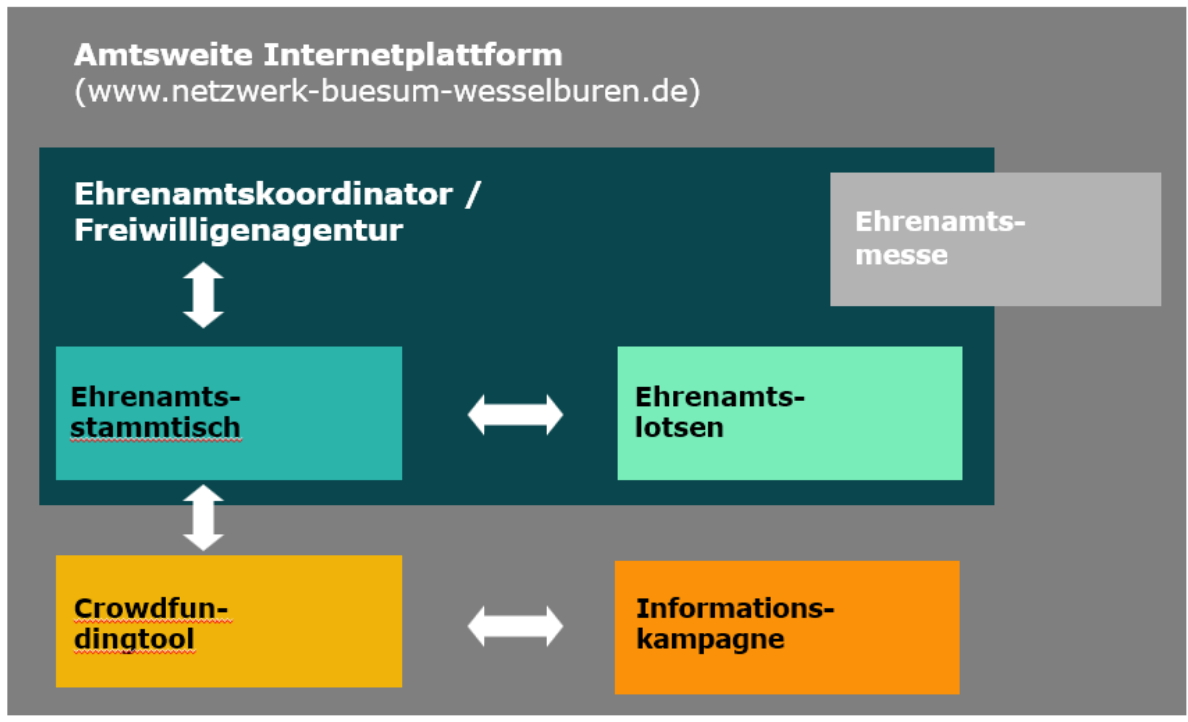 Amtsweite Internetplattform
(www.netzwerk-buesum-wesselburen.de)
Ehrenamtskoordinator /
Freiwilligenagentur
Ehrenamts-
messe
Ehrenamts-
stammtisch
Ehrenamts-
lotsen
Crowdfun-
dingtool
Informations-
kampagne